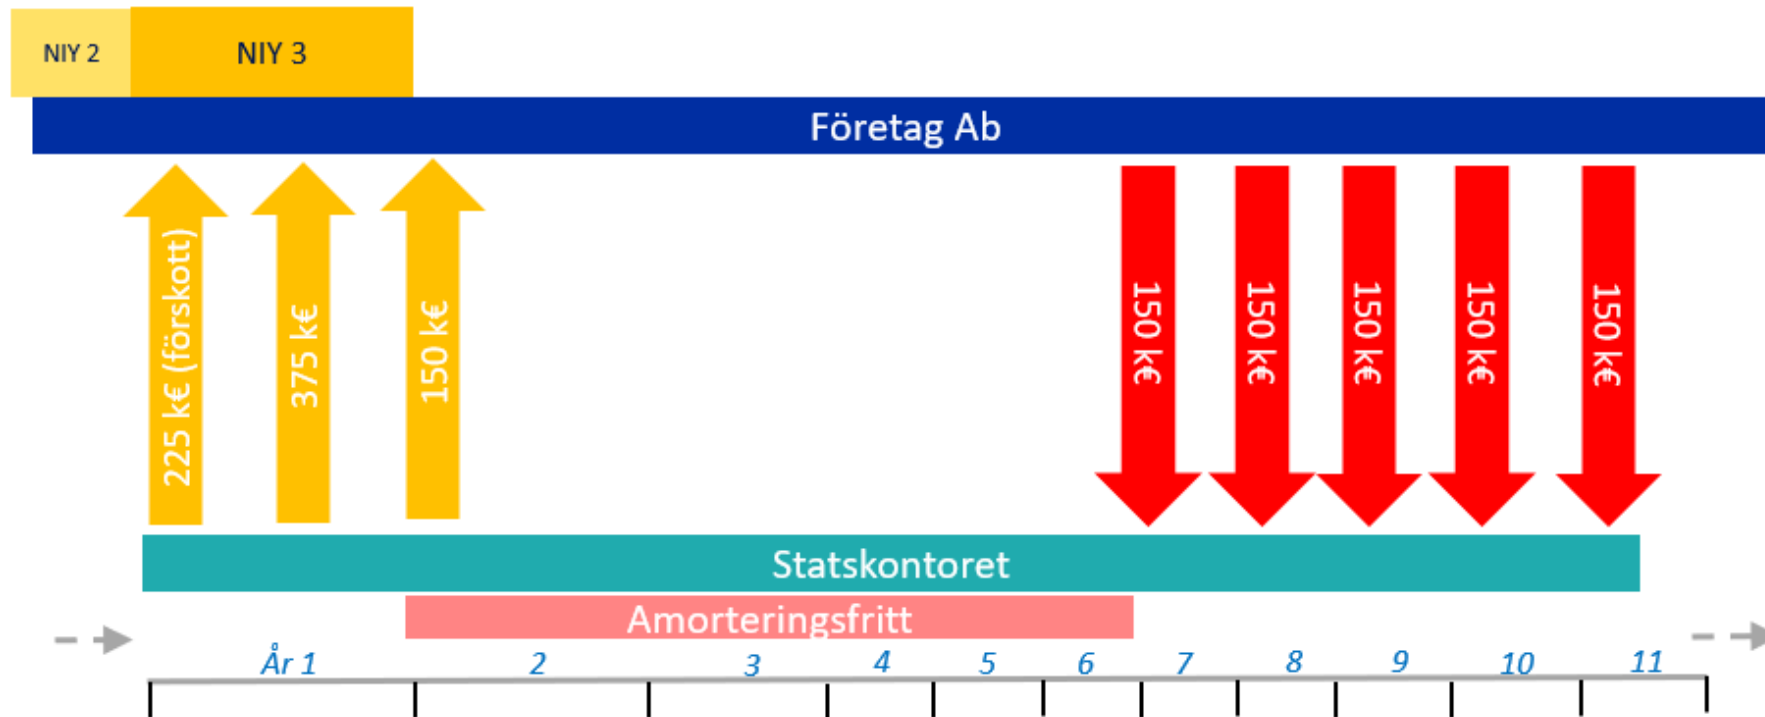 NIY 2
NIY 3
Företag Ab
225 k€ (förskott)
375 k€
150 k€
150 k€
150 k€
150 k€
150 k€
150 k€
Statskontoret
Amorteringsfritt
År 1
2
3
4
5
6
7
8
9
10
11